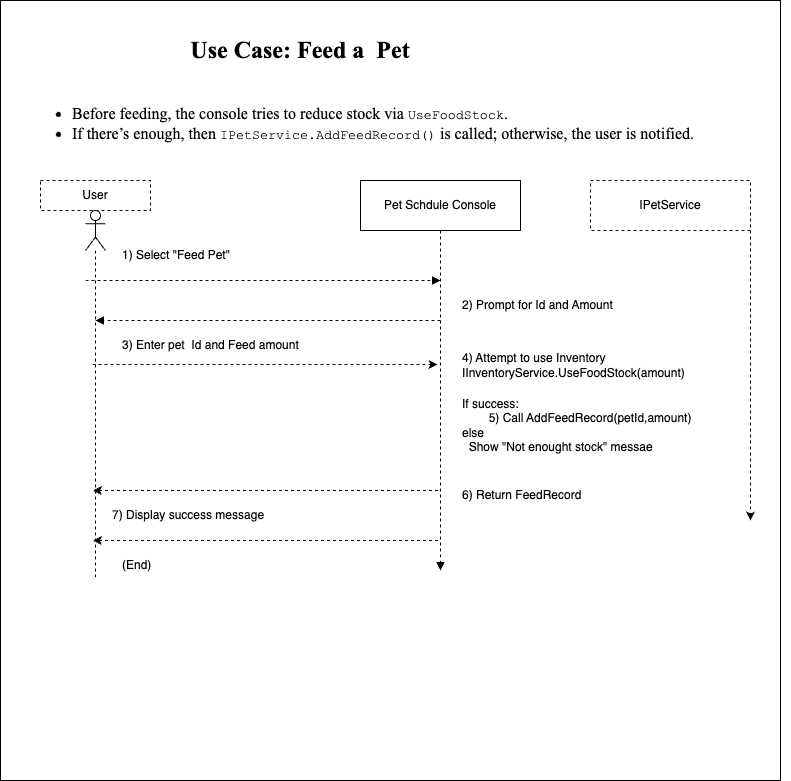 Use Case: Feed a  Pet
• Before feeding, the console tries to reduce stock via UseFoodStock.
• If there’s enough, then IPetService.AddFeedRecord() is called; otherwise, the user is notified.
User
Pet Schdule Console
IPetService
1) Select "Feed Pet"
2) Prompt for Id and Amount
3) Enter pet  Id and Feed amount
4) Attempt to use Inventory
IInventoryService.UseFoodStock(amount)
If success:
5) Call AddFeedRecord(petId,amount)
else
Show "Not enought stock" messae
6) Return FeedRecord
7) Display success message
(End)